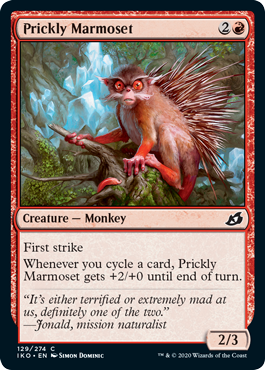 Prickly Marmoset 2
Creature — Monkey
First strike
Whenever you cycle a card, Prickly
Marmoset gets +2/+0 until end of turn.
“It’s either terrified or extremely mad at
us, definitely one of the two.”
—Jonald, mission naturalist
2/3
129/274 C
IKO • EN SIMON DOMINIC
™ & © 2020 Wizards of the Coast